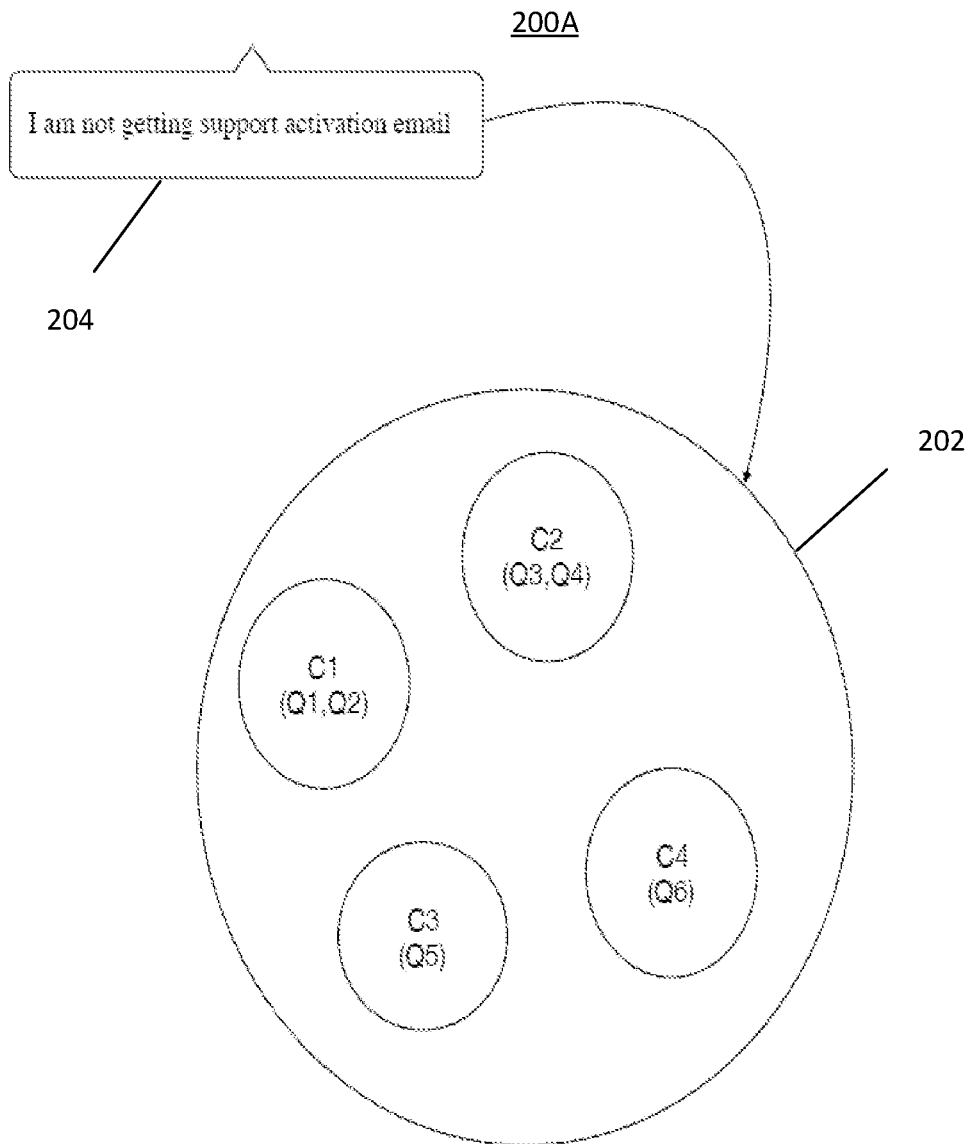 200A
I am not getting support activation email
204
202
C2
(Q3,Q4)
C1
(Q1,Q2)
C4
(Q6)
C3
(Q5)